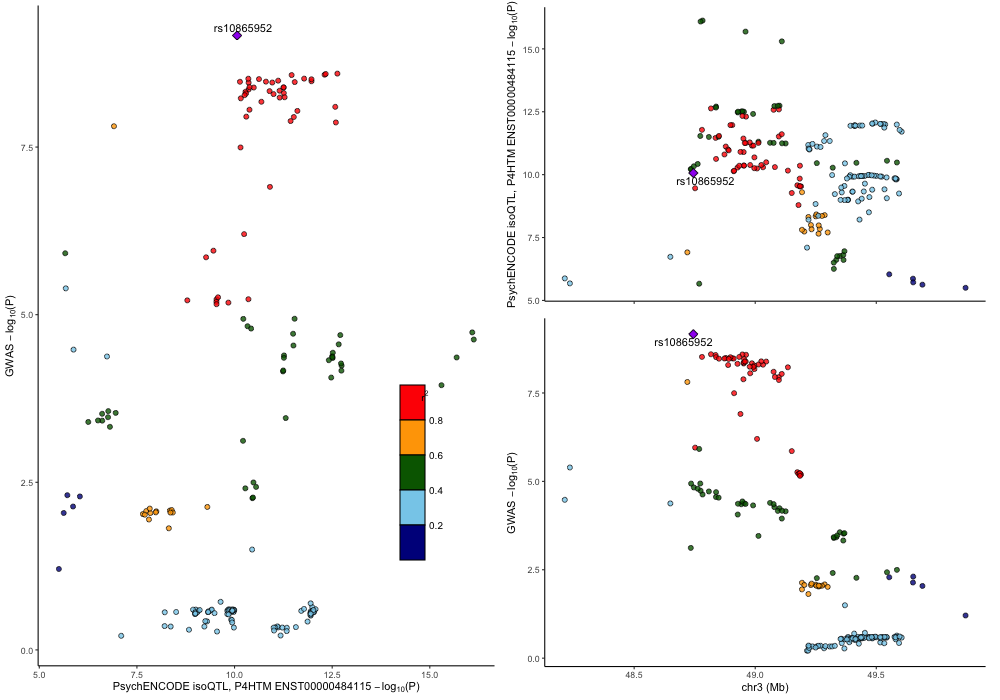 rs10865952
7.5
5.0
2.5
0.0
GWAS −log10(P)
5.0 7.5 10.0 12.5 15.0
PsychENCODE isoQTL, P4HTM ENST00000484115 −log10(P)
r2
0.8
0.6
0.4
0.2
15.0
12.5
10.0
7.5
5.0
PsychENCODE isoQTL, P4HTM ENST00000484115 −log10(P)
rs10865952
rs10865952
7.5
5.0
2.5
0.0
GWAS −log10(P)
48.5 49.0 49.5
chr3 (Mb)